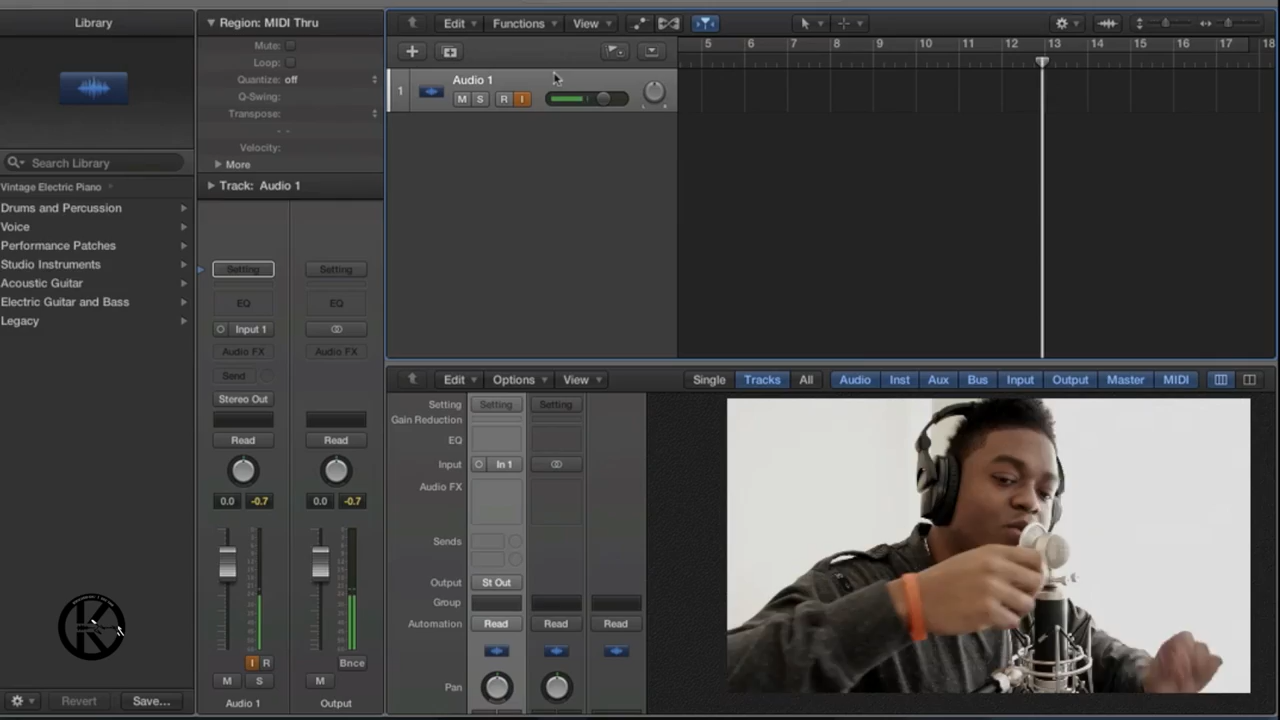 Library
Search Library
Vintage Electric Piano
Drums and Percussion
Voice
Performance Patches
Studio Instruments
Acoustic Guitar
Electric Guitar and Bass
Legacy
Revert
Save...
Region: MIDI Thru
Mute:
Loop:
Quantize: off
Q-Swing:
Transpose:
- -
Velocity:
More
Track: Audio 1
Setting Setting
EQ EQ
Input 1
Audio FX Audio FX
Send
Stereo Out
Read Read
0.0 -0.7 0.0 -0.7
I R Bnce
M S M
Audio 1 Output
Edit Functions View
5 6 7 8 9 10 11 12 13 14 15 16 17 18
1 Audio 1
M S R I
L R
Edit Options View Single Tracks All Audio Inst Aux Bus Input Output Master MIDI
Setting Setting Setting
Gain Reduction
EQ
Input In 1
Audio FX
Sends
Output St Out
Group
Automation Read Read Read
Pan
K